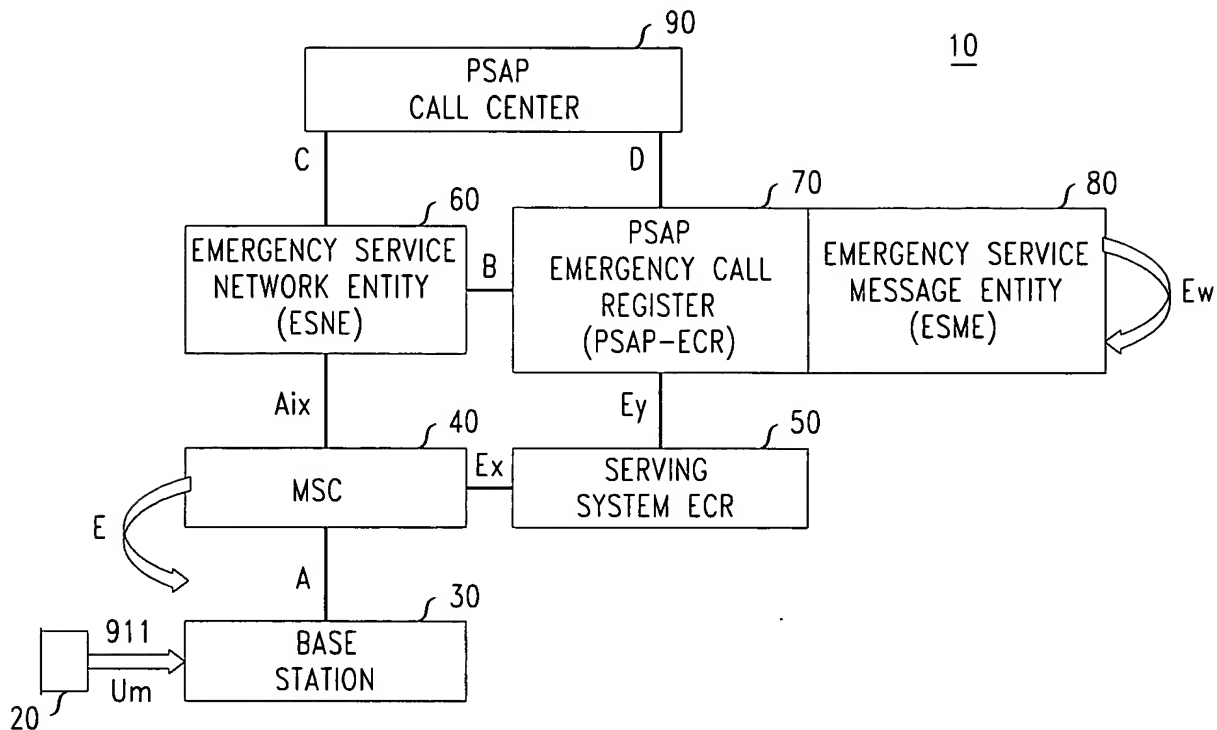 90
10
PSAP
CALL CENTER
C
D
60
70
80
EMERGENCY SERVICE
NETWORK ENTITY
(ESNE)
B
PSAP
EMERGENCY CALL
REGISTER
(PSAP-ECR)
EMERGENCY SERVICE
MESSAGE ENTITY
(ESME)
Ew
Aix
Ey
40
50
MSC
Ex
SERVING
SYSTEM ECR
E
A
30
911
Um
20
BASE
STATION